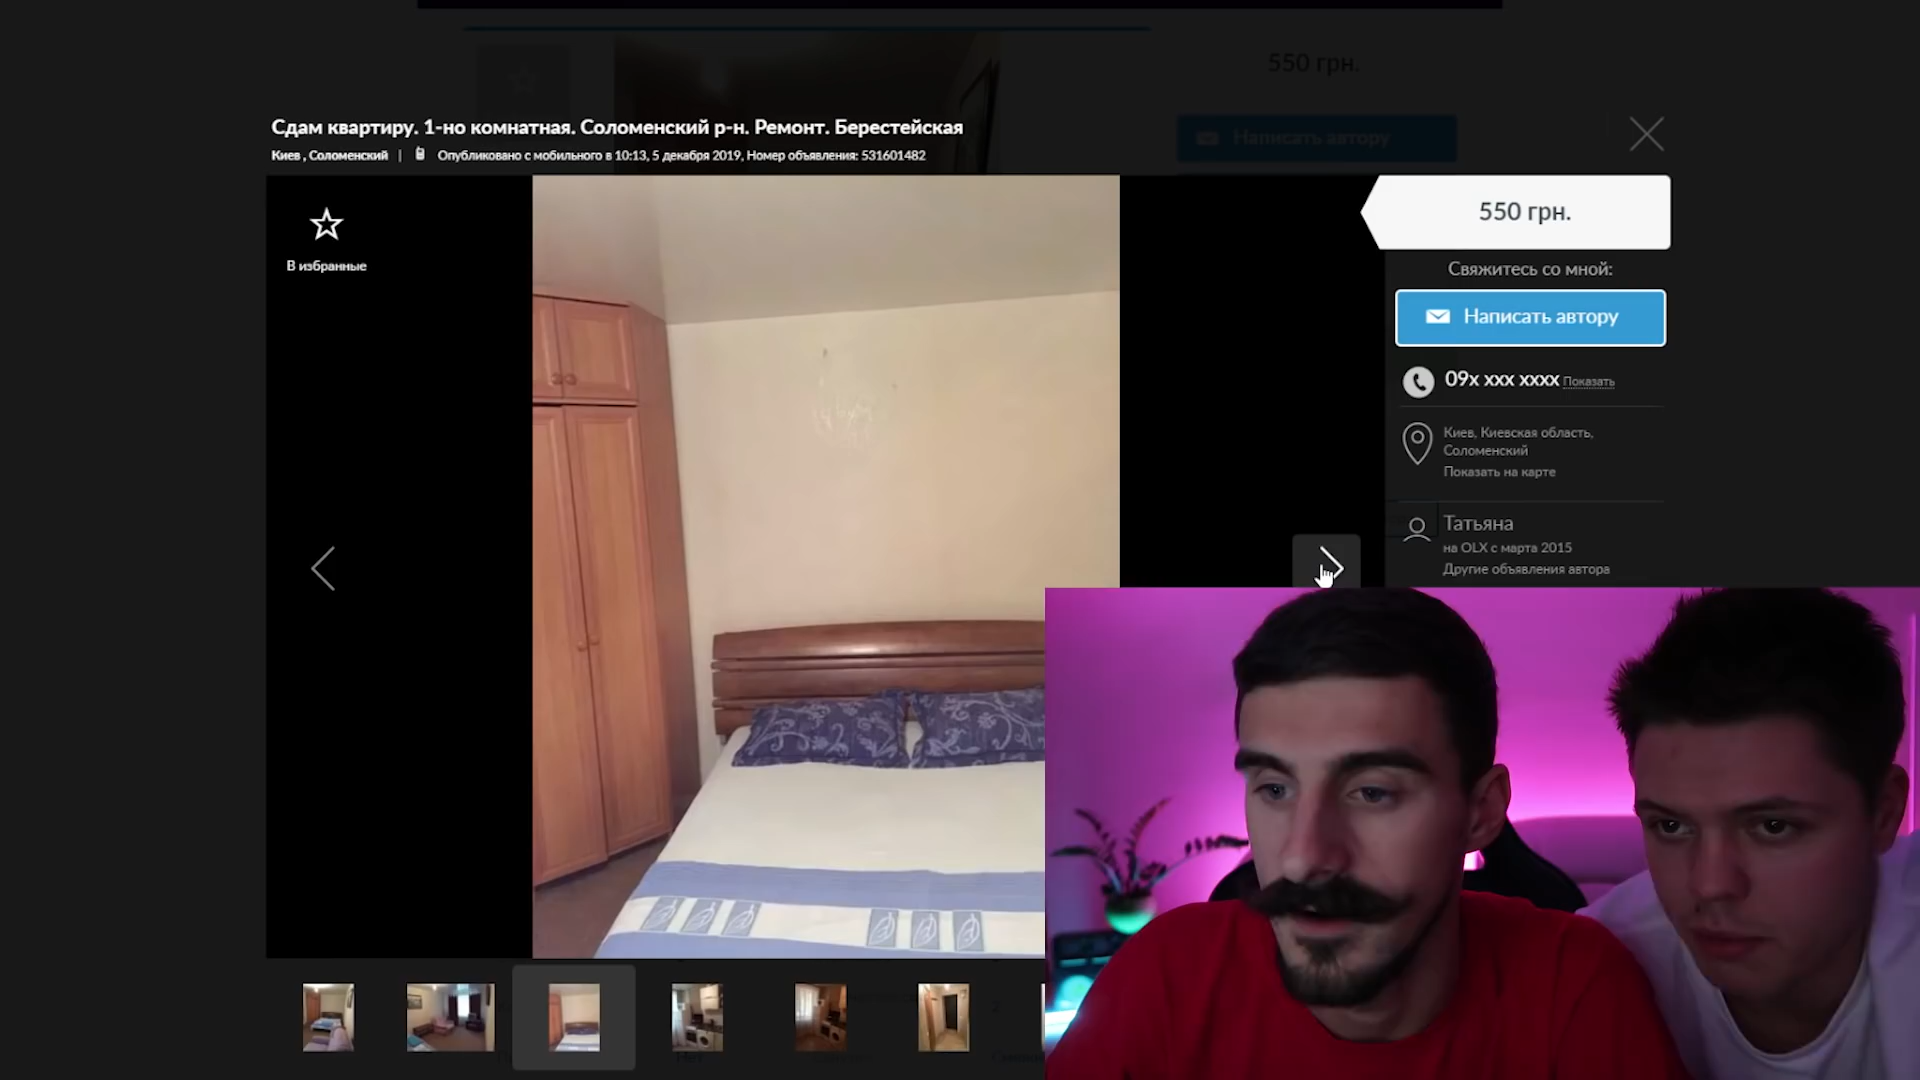 550 грн.
Написать автору
Сдам квартиру. 1-но комнатная. Соломенский р-н. Ремонт. Берестейская
Киев , Соломенский | Опубликовано с мобильного в 10:13, 5 декабря 2019, Номер объявления: 531601482
В избранные
550 грн.
Свяжитесь со мной:
Написать автору
09x xxx xxxx Показать
Киев, Киевская область,
Соломенский
Показать на карте
Татьяна
на OLX с марта 2015
Другие объявления автора